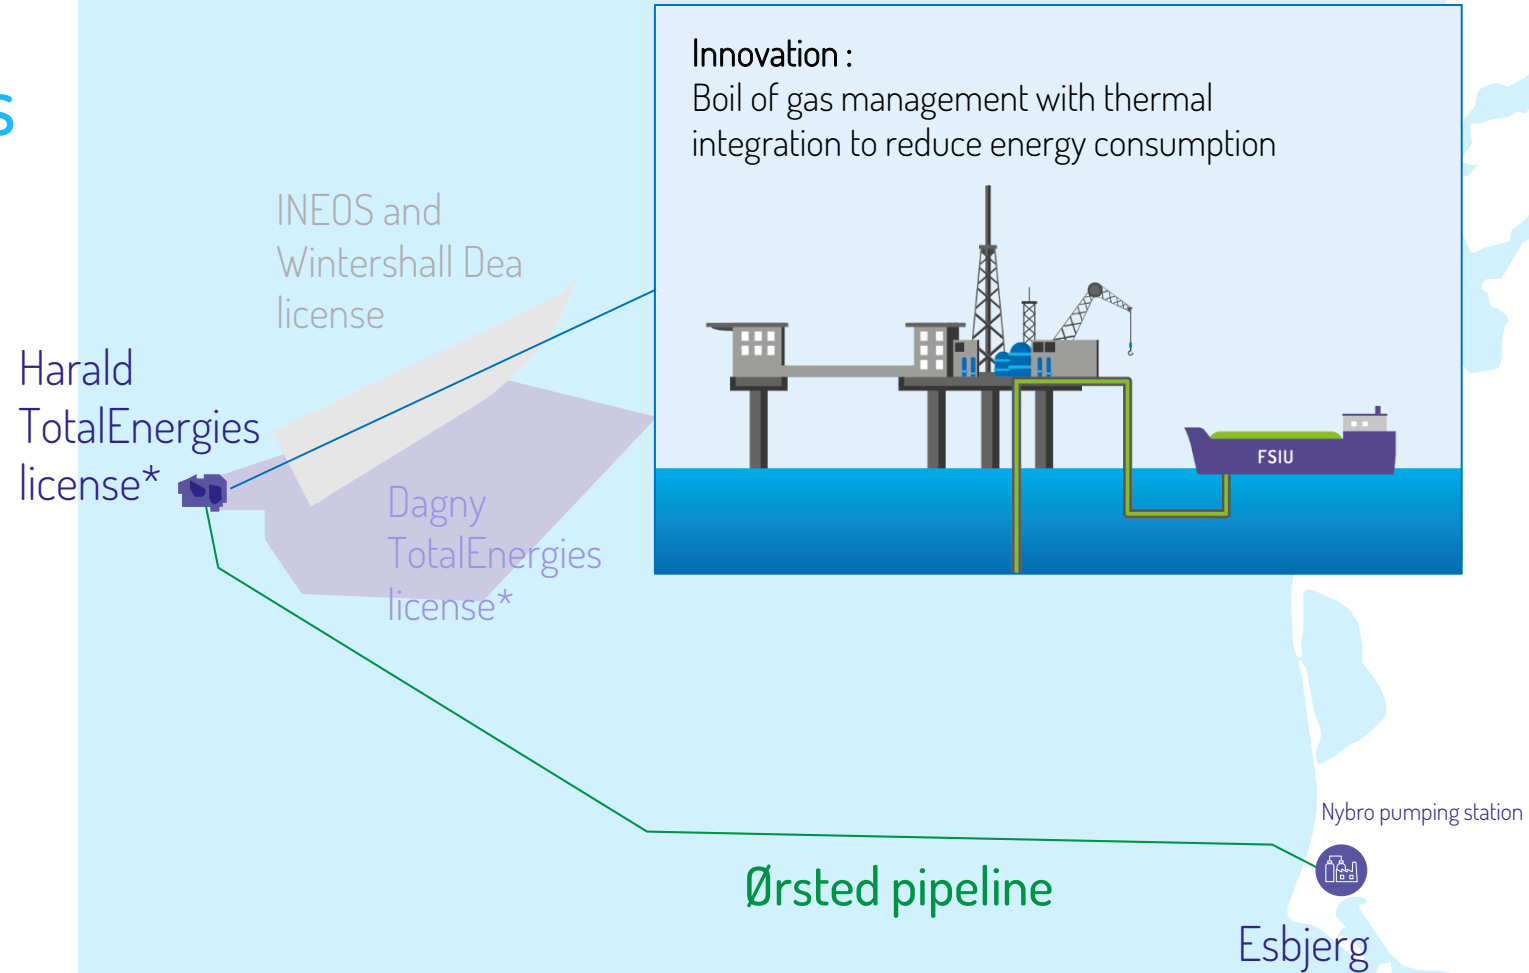 s
Innovation :
Boil of gas management with thermal
integration to reduce energy consumption
INEOS and
Wintershall Dea
license
Harald
TotalEnergies
license*
Dagny
TotalEnergies
license*
FSIU
Nybro pumping station
Ørsted pipeline
Esbjerg